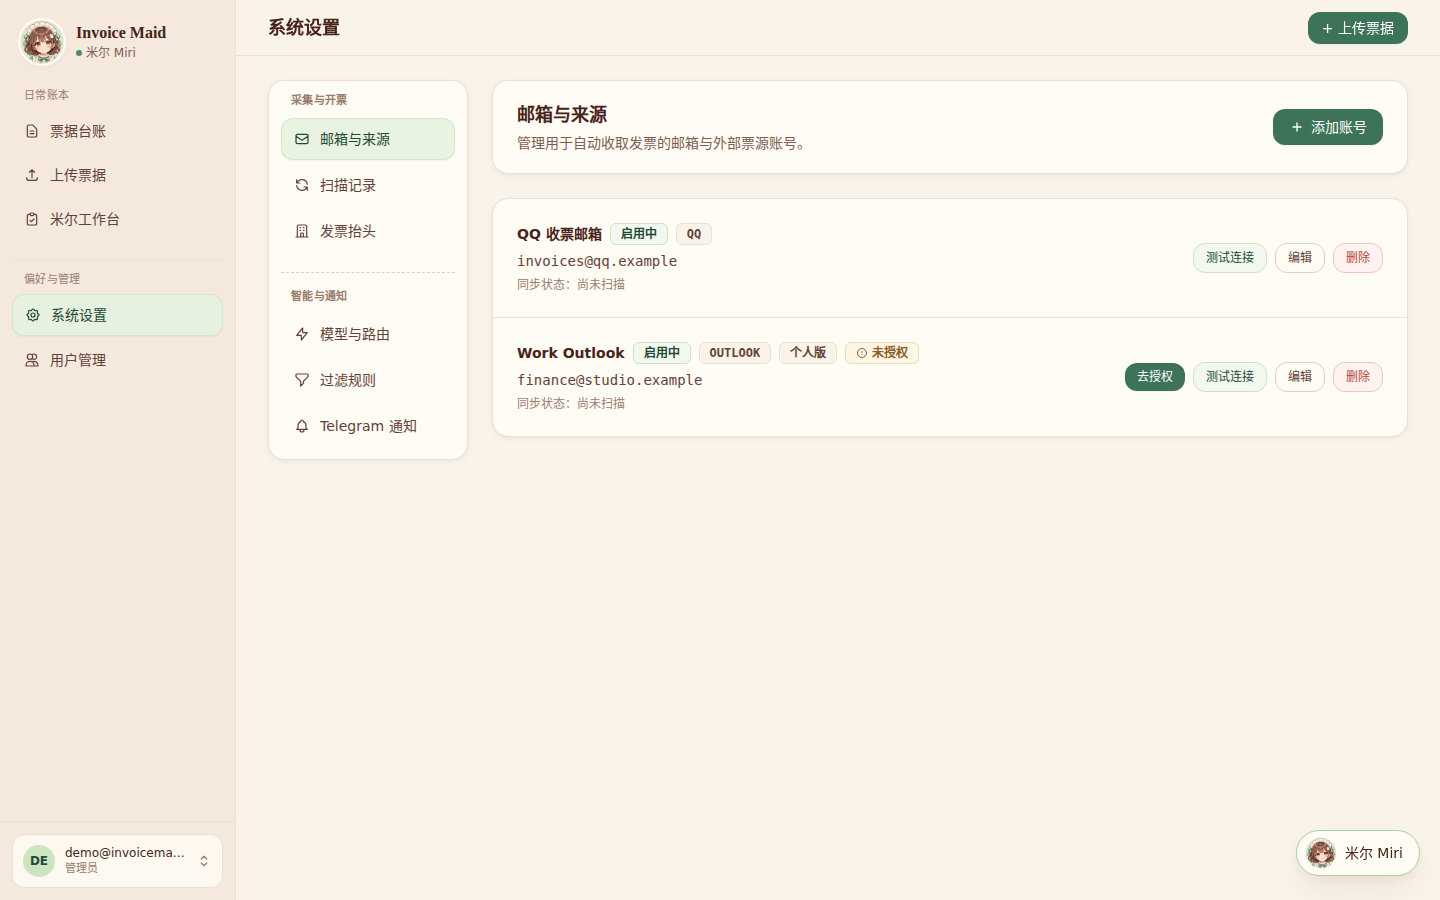 Invoice Maid
米尔 Miri
日常账本
票据台账
上传票据
米尔工作台
偏好与管理
系统设置
用户管理
DE
demo@invoicema...
管理员
系统设置
+ 上传票据
采集与开票
邮箱与来源
扫描记录
发票抬头
智能与通知
模型与路由
过滤规则
Telegram 通知
邮箱与来源
管理用于自动收取发票的邮箱与外部票源账号。
+ 添加账号
QQ 收票邮箱 启用中 QQ
invoices@qq.example
同步状态：尚未扫描
测试连接 编辑 删除
Work Outlook 启用中 OUTLOOK 个人版 未授权
finance@studio.example
同步状态：尚未扫描
去授权 测试连接 编辑 删除
米尔 Miri